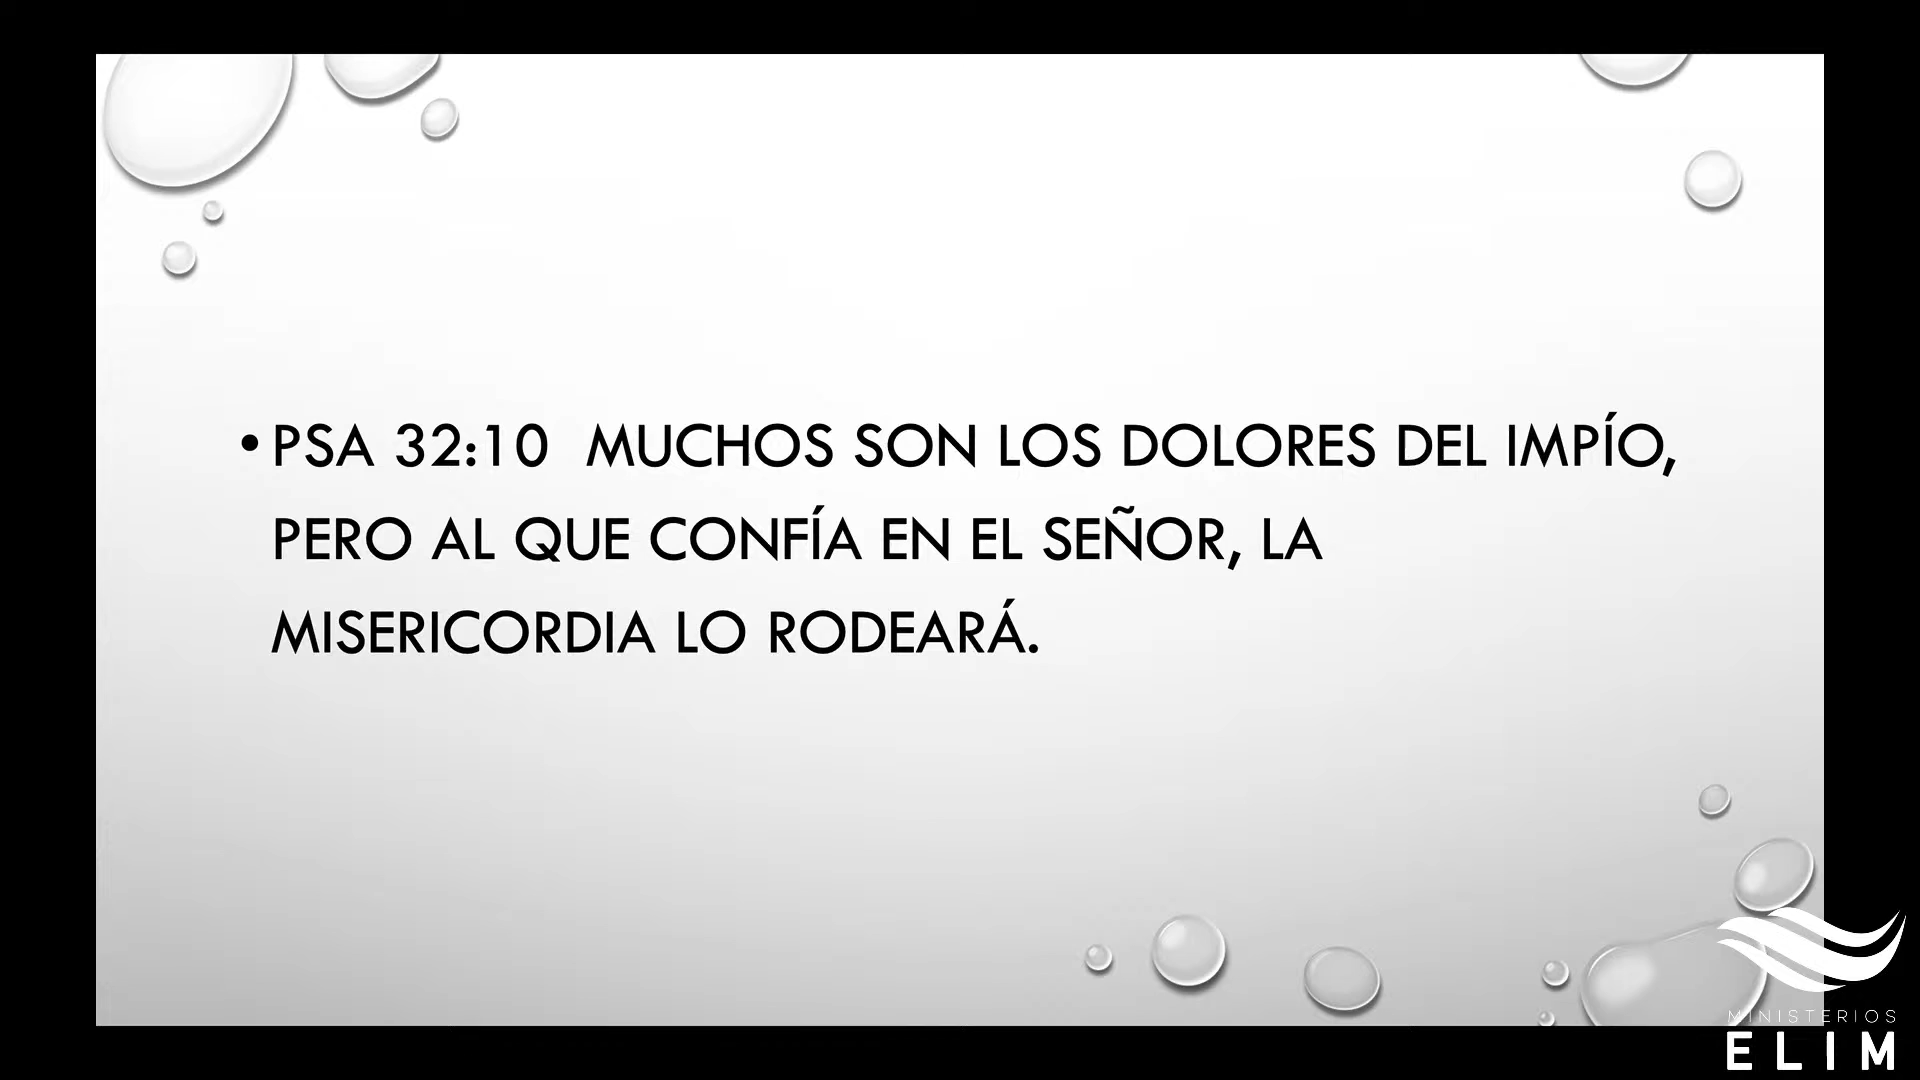 • PSA 32:10  MUCHOS SON LOS DOLORES DEL IMPÍO,
PERO AL QUE CONFÍA EN EL SEÑOR, LA
MISERICORDIA LO RODEARÁ.
MINISTERIOS
ÉLIM